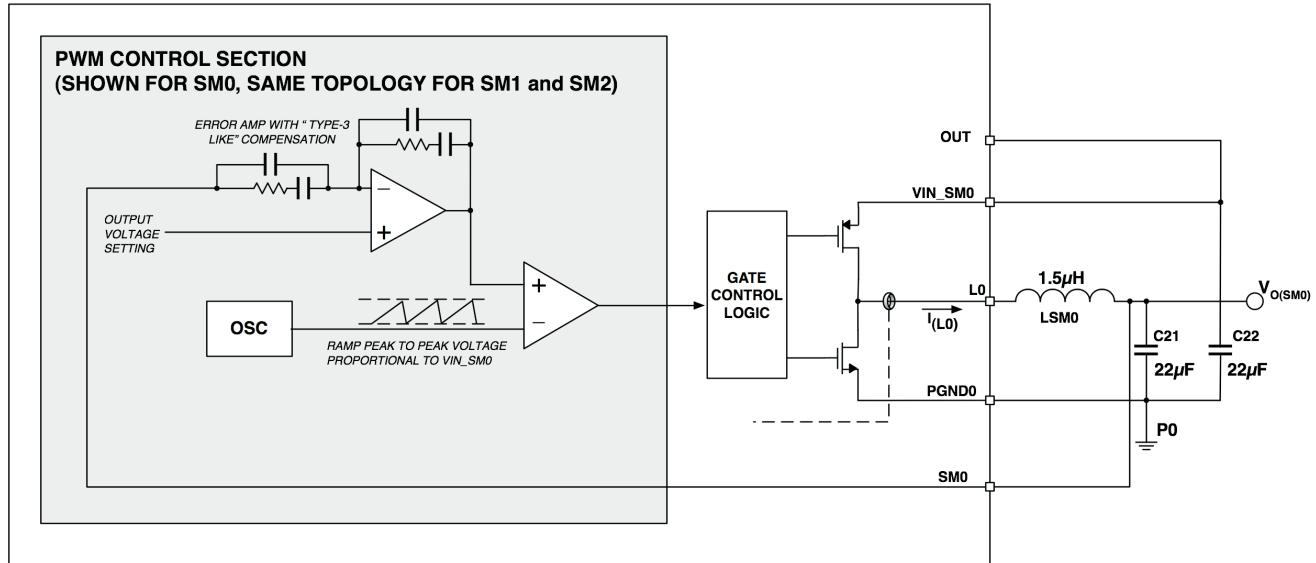 PWM CONTROL SECTION
(SHOWN FOR SM0, SAME TOPOLOGY FOR SM1 and SM2)
ERROR AMP WITH “ TYPE-3
LIKE” COMPENSATION
OUTPUT
VOLTAGE
SETTING
−
+
OSC
RAMP PEAK TO PEAK VOLTAGE
PROPORTIONAL TO VIN_SM0
+
−
GATE
CONTROL
LOGIC
OUT
VIN_SM0
L0
I(L0)
PGND0
SM0
1.5µH
LSM0
VO(SM0)
C21
22µF
C22
22µF
P0